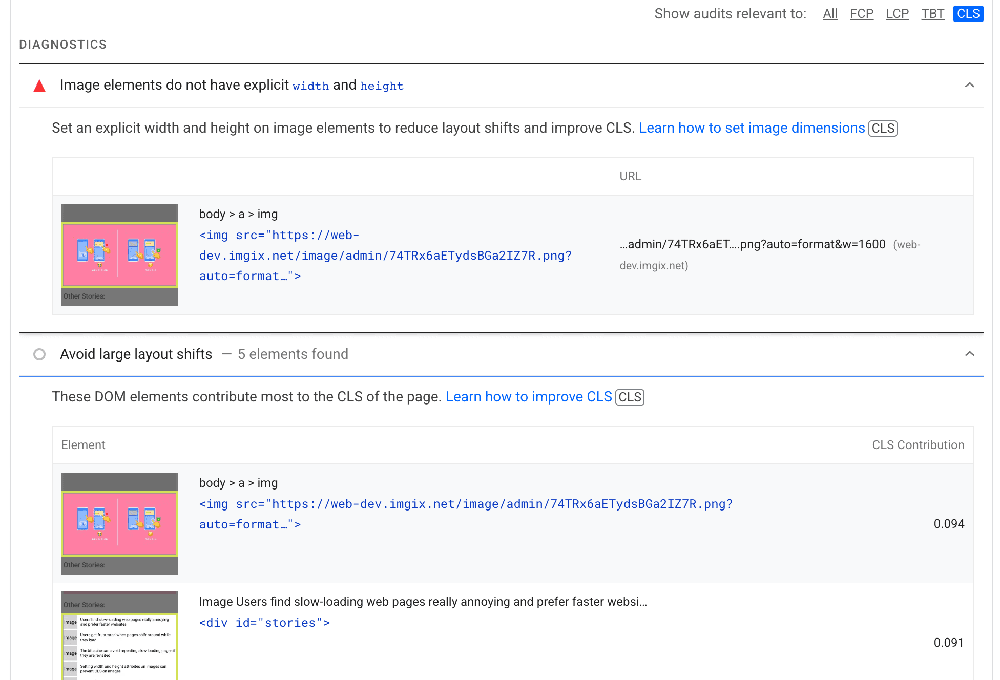 Show audits relevant to: All FCP LCP TBT CLS
DIAGNOSTICS
Image elements do not have explicit width and height
Set an explicit width and height on image elements to reduce layout shifts and improve CLS. Learn how to set image dimensions CLS
URL
body > a > img
<img src="https://web-
dev.imgix.net/image/admin/74TRx6aETydsBGa2IZ7R.png?
auto=format…">
…admin/74TRx6aET….png?auto=format&w=1600 (web-
dev.imgix.net)
Other Stories:
Avoid large layout shifts — 5 elements found
These DOM elements contribute most to the CLS of the page. Learn how to improve CLS CLS
Element CLS Contribution
body > a > img
<img src="https://web-dev.imgix.net/image/admin/74TRx6aETydsBGa2IZ7R.png?
auto=format…">
0.094
Other Stories:
Other Stories:
Image Users find slow-loading web pages really annoying
and prefer faster websites
Image Users get frustrated when pages shift around while
they load
Image The bfcache can avoid repeating slow loading pages if
they are revisited
Image Setting width and height attribites on images can
prevent CLS on images
Image Users find slow-loading web pages really annoying and prefer faster websi…
<div id="stories">
0.091